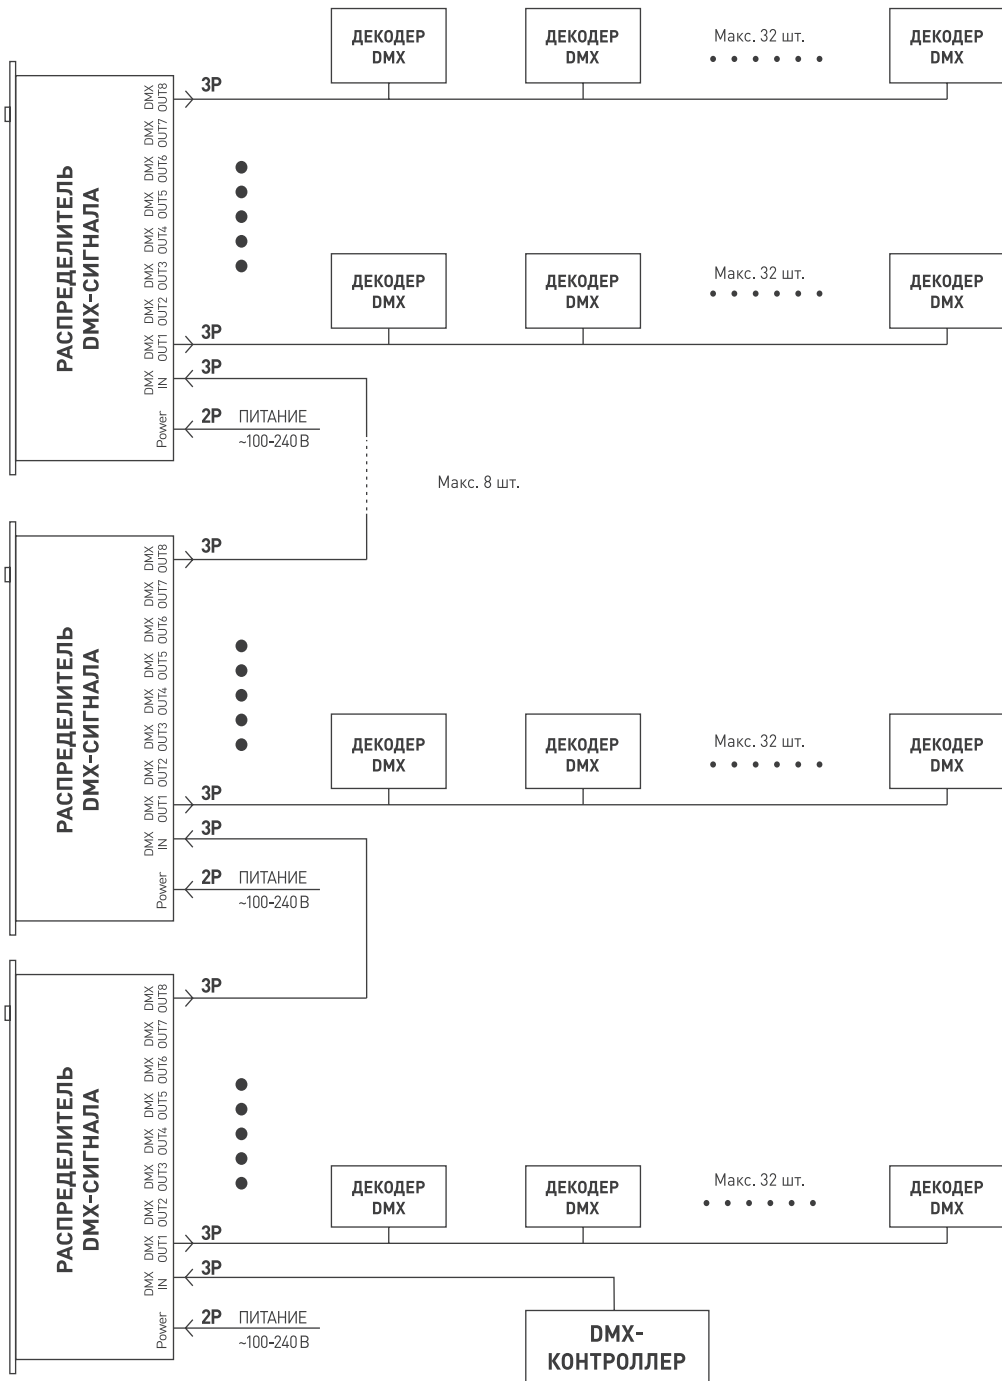 ДЕКОДЕР
DMX
ДЕКОДЕР
DMX
Макс. 32 шт.
ДЕКОДЕР
DMX
РАСПРЕДЕЛИТЕЛЬ
DMX-СИГНАЛА
DMX
OUT8
3P
DMX
OUT7
DMX
OUT6
DMX
OUT5
DMX
OUT4
DMX
OUT3
DMX
OUT2
ДЕКОДЕР
DMX
ДЕКОДЕР
DMX
Макс. 32 шт.
ДЕКОДЕР
DMX
DMX
OUT1
3P
DMX
IN
3P
Power
2P
ПИТАНИЕ
~100-240 В
Макс. 8 шт.
РАСПРЕДЕЛИТЕЛЬ
DMX-СИГНАЛА
DMX
OUT8
3P
DMX
OUT7
DMX
OUT6
DMX
OUT5
DMX
OUT4
DMX
OUT3
DMX
OUT2
ДЕКОДЕР
DMX
ДЕКОДЕР
DMX
Макс. 32 шт.
ДЕКОДЕР
DMX
DMX
OUT1
3P
DMX
IN
3P
Power
2P
ПИТАНИЕ
~100-240 В
РАСПРЕДЕЛИТЕЛЬ
DMX-СИГНАЛА
DMX
OUT8
3P
DMX
OUT7
DMX
OUT6
DMX
OUT5
DMX
OUT4
DMX
OUT3
DMX
OUT2
ДЕКОДЕР
DMX
ДЕКОДЕР
DMX
Макс. 32 шт.
ДЕКОДЕР
DMX
DMX
OUT1
3P
DMX
IN
3P
Power
2P
ПИТАНИЕ
~100-240 В
DMX-
КОНТРОЛЛЕР